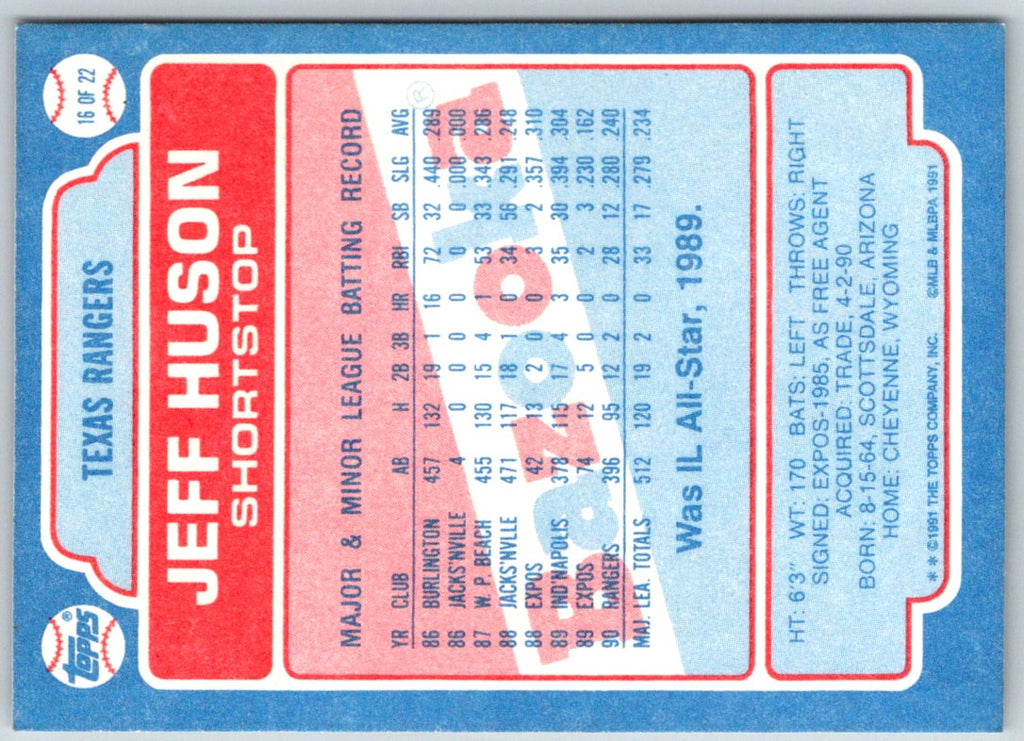 topps®
TEXAS RANGERS
16 OF 22
JEFF HUSON
SHORTSTOP
MAJOR & MINOR LEAGUE BATTING RECORD
YR CLUB AB H 2B 3B HR RBI SB SLG AVG
86 BURLINGTON 457 132 19 1 16 72 32 .440 .289
86 JACKS'NVILLE 4 0 0 0 0 0 0 .000 .000
87 W. P. BEACH 455 130 15 4 1 53 33 .343 .286
88 JACKS'NVLLE 471 117 18 1 0 34 56 .291 .248
88 EXPOS 42 13 2 0 0 3 2 .357 .310
89 IND'NAPOLIS 378 115 17 4 3 35 30 .394 .304
89 EXPOS 74 12 5 0 0 2 3 .230 .162
90 RANGERS 396 95 12 2 0 28 12 .280 .240
MAJ. LEA. TOTALS 512 120 19 2 0 33 17 .279 .234
Bazooka®
Was IL All-Star, 1989.
HT: 6'3" WT: 170 BATS: LEFT THROWS: RIGHT
SIGNED: EXPOS-1985, AS FREE AGENT
ACQUIRED: TRADE, 4-2-90
BORN: 8-15-64, SCOTTSDALE, ARIZONA
HOME: CHEYENNE, WYOMING
** ©1991 THE TOPPS COMPANY, INC. ©MLB & MLBPA 1991